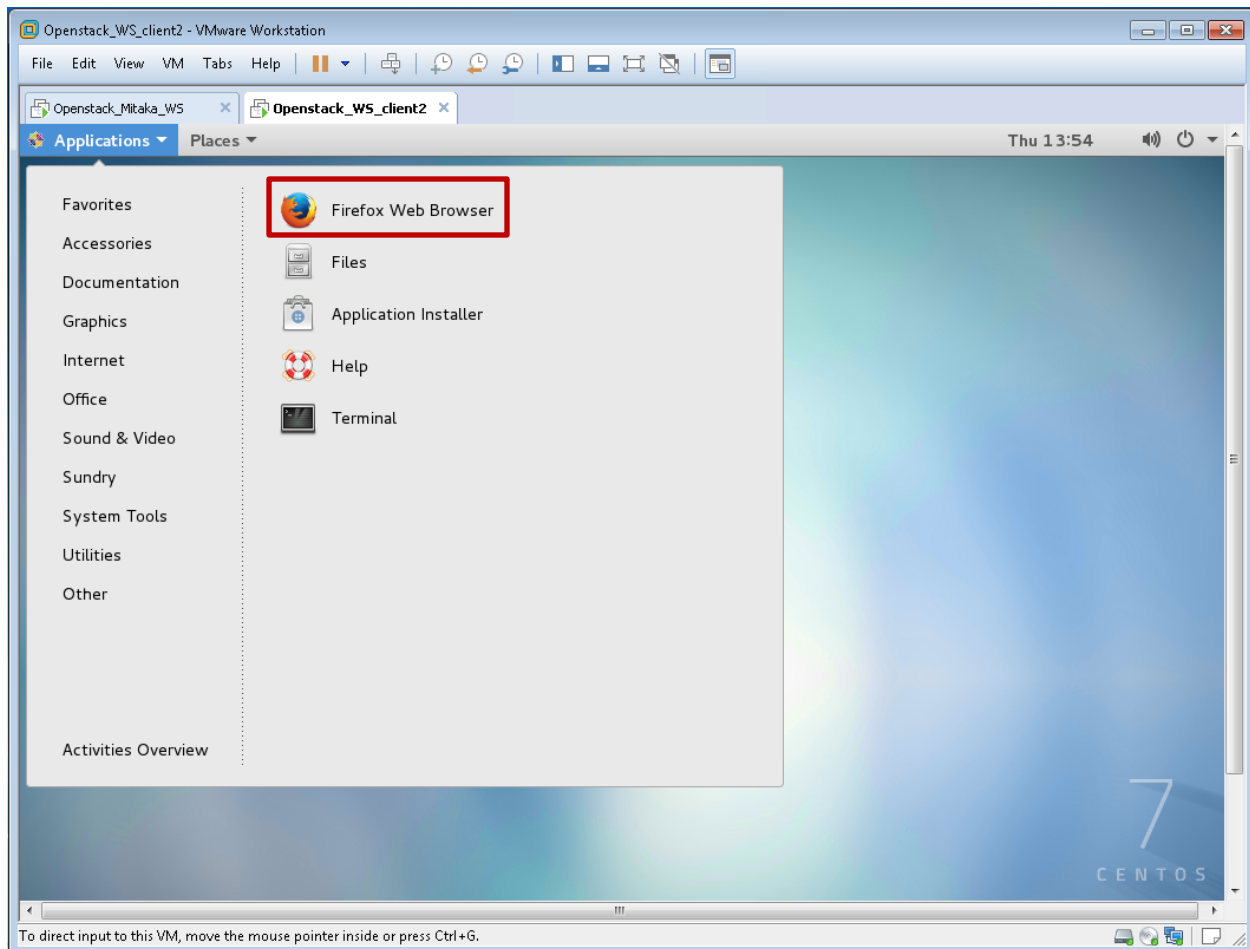 Openstack_WS_client2 - VMware Workstation
File Edit View VM Tabs Help
Openstack_Mitaka_WS Openstack_WS_client2
Applications Places Thu 13:54
Favorites
Accessories
Documentation
Graphics
Internet
Office
Sound & Video
Sundry
System Tools
Utilities
Other
Activities Overview
Firefox Web Browser
Files
Application Installer
Help
Terminal
7
CENTOS
To direct input to this VM, move the mouse pointer inside or press Ctrl+G.